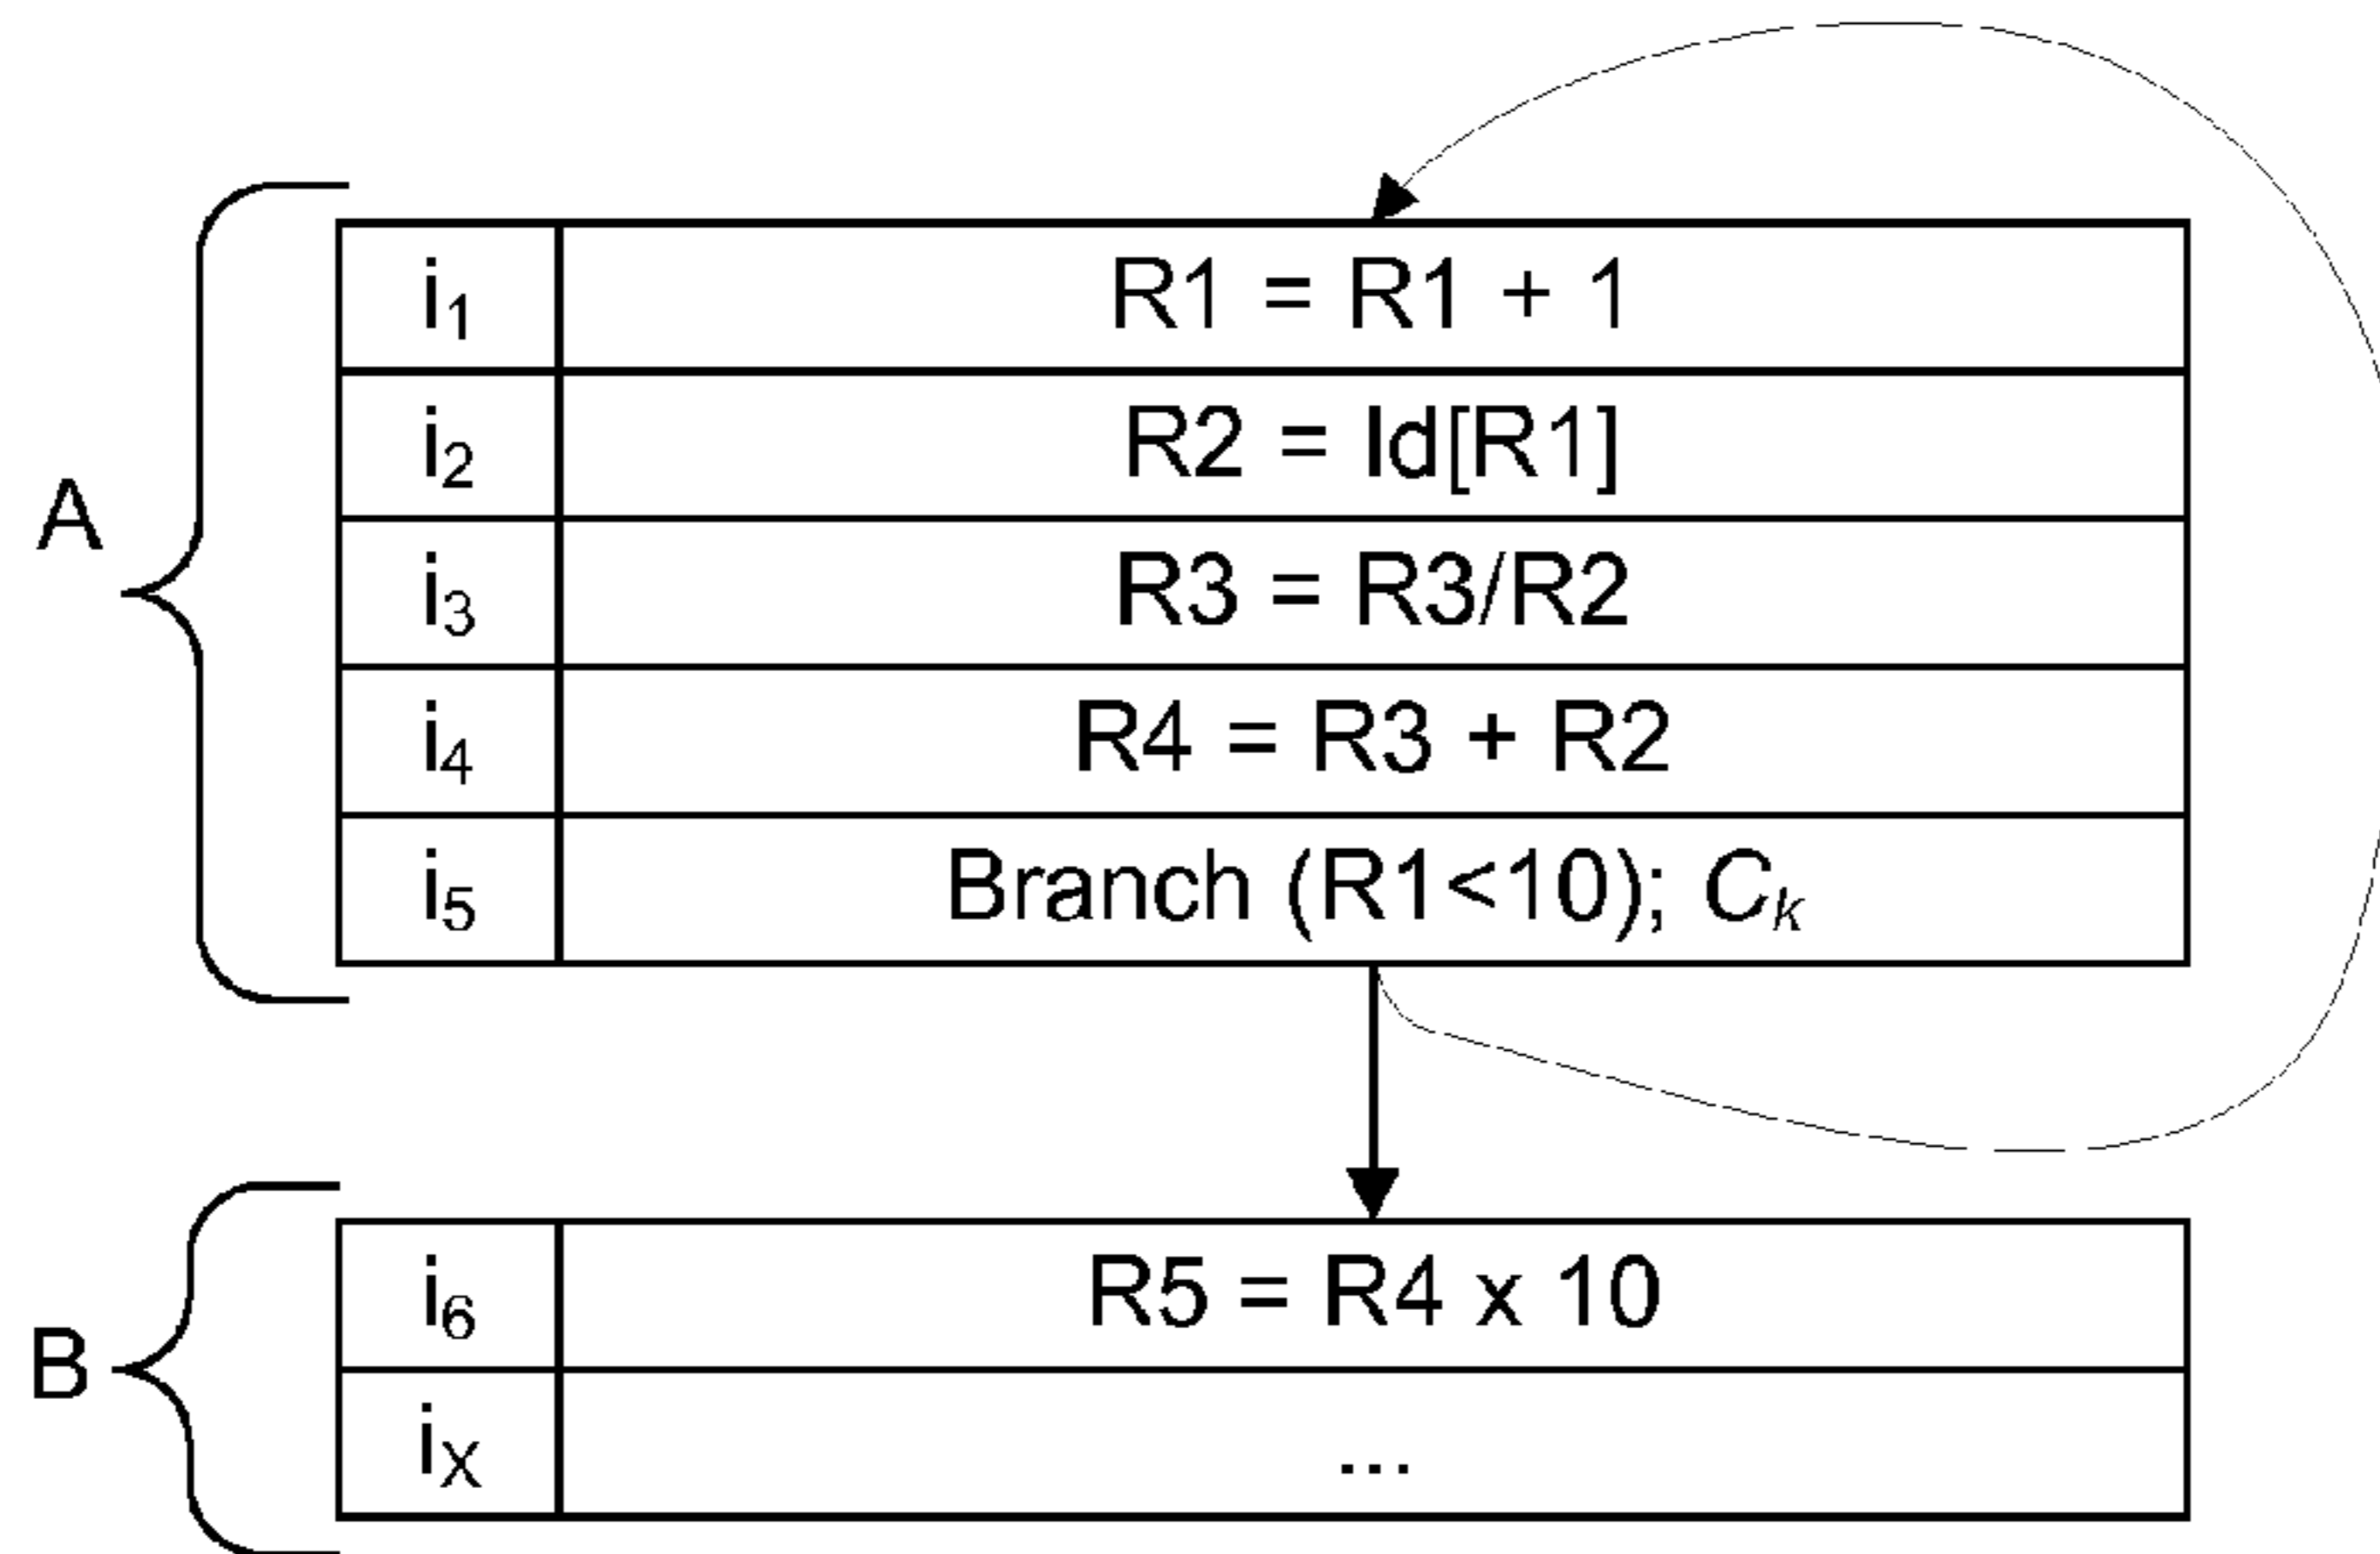 A
i₁ R1 = R1 + 1
i₂ R2 = ld[R1]
i₃ R3 = R3/R2
i₄ R4 = R3 + R2
i₅ Branch (R1<10); Cₖ
B
i₆ R5 = R4 x 10
iₓ ...